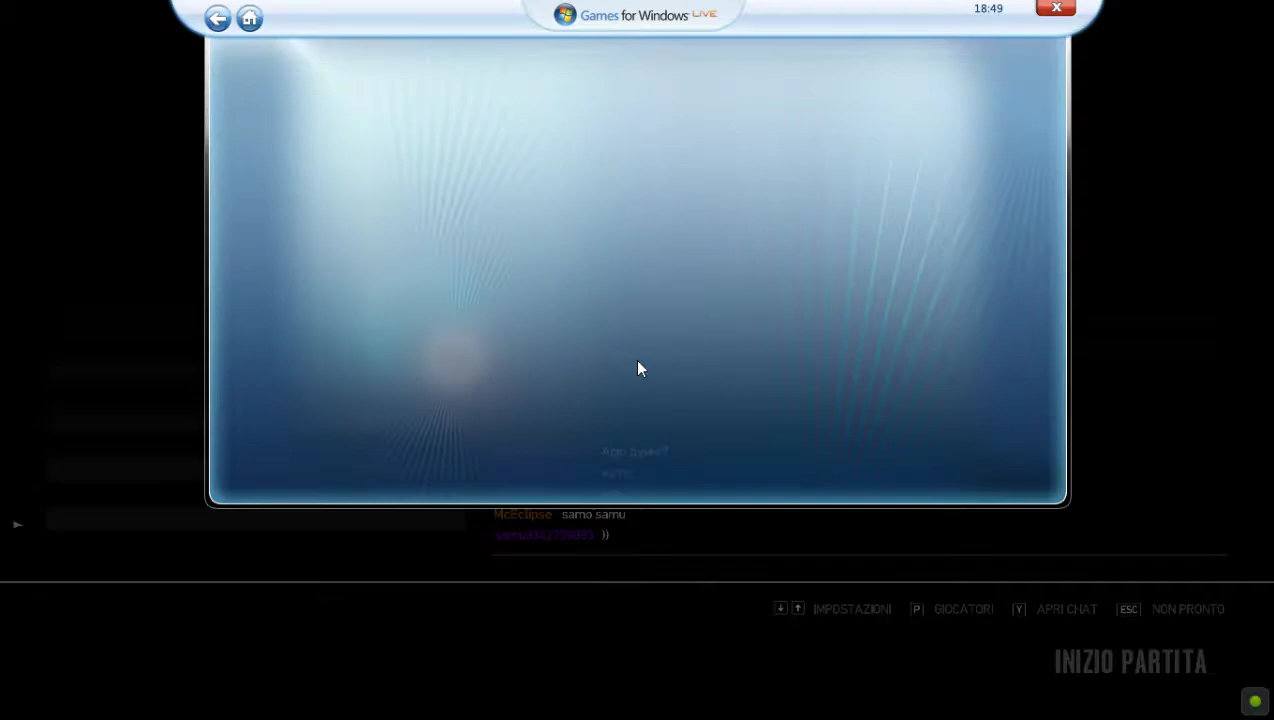 Games for Windows LIVE
18:49
McEclipse samo samu
))
IMPOSTAZIONI P GIOCATORI Y APRI CHAT ESC NON PRONTO
INIZIO PARTITA